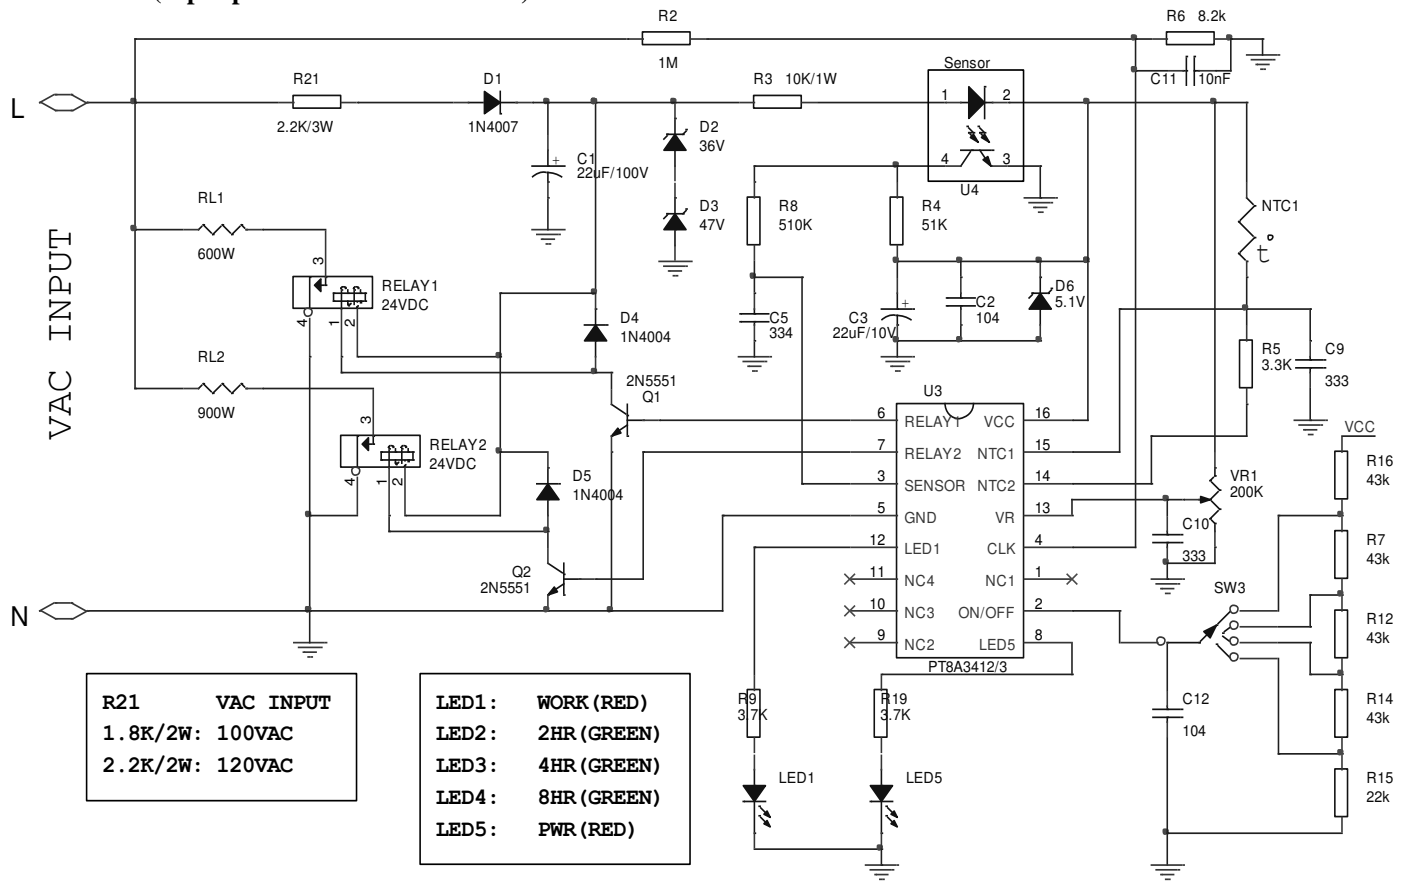 R2
1M
R6 8.2k
C11 10nF
L
R21
2.2K/3W
D1
1N4007
R3 10K/1W
Sensor
1
2
4
3
U4
C1
22uF/100V
D2
36V
D3
47V
R8
510K
R4
51K
NTC1
t°
VAC INPUT
RL1
600W
3
RELAY1
24VDC
4
1
2
RL2
900W
3
RELAY2
24VDC
4
1
2
D4
1N4004
D5
1N4004
2N5551
Q1
Q2
2N5551
C5
334
C3
22uF/10V
C2
104
D6
5.1V
R5
3.3K
C9
333
U3
6 RELAY1 VCC 16
7 RELAY2 NTC1 15
3 SENSOR NTC2 14
5 GND VR 13
12 LED1 CLK 4
11 NC4 NC1 1
10 NC3 ON/OFF 2
9 NC2 LED5 8
PT8A3412/3
VR1
200K
C10
333
VCC
R16
43k
R7
43k
R12
43k
R14
43k
R15
22k
SW3
C12
104
N
R9
3.7K
R19
3.7K
LED1
LED5
R21 VAC INPUT
1.8K/2W: 100VAC
2.2K/2W: 120VAC
LED1: WORK(RED)
LED2: 2HR(GREEN)
LED3: 4HR(GREEN)
LED4: 8HR(GREEN)
LED5: PWR(RED)